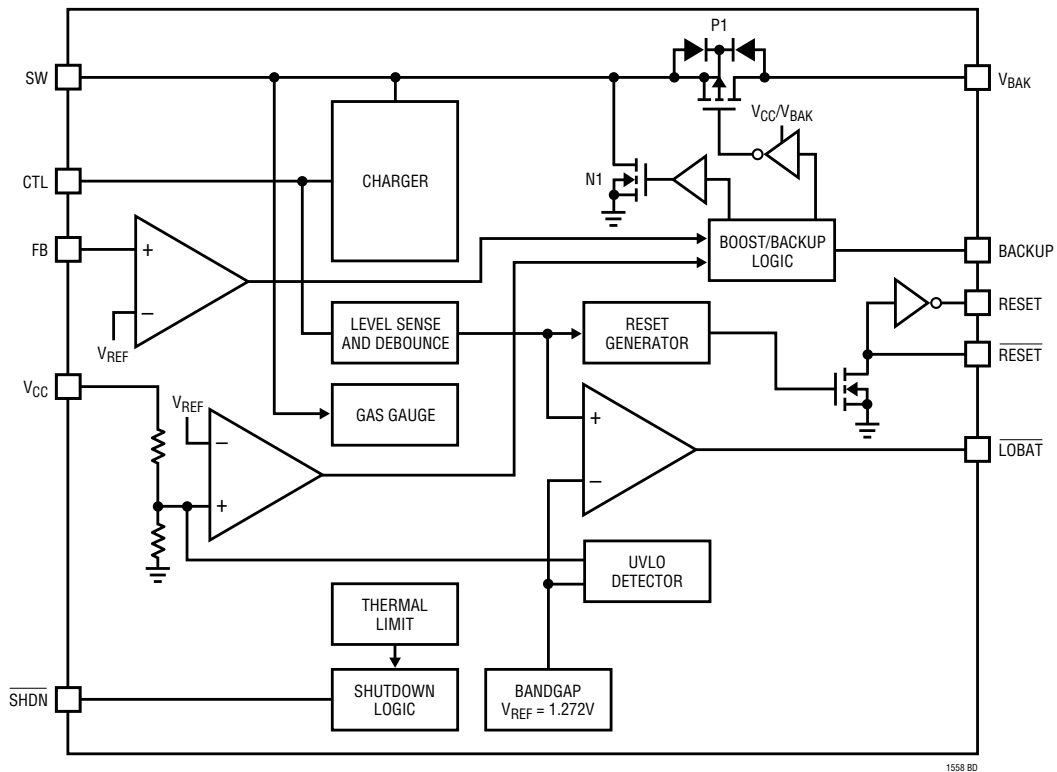 P1
SW
VBAK
VCC/VBAK
CHARGER
CTL
N1
FB
+
–
VREF
BOOST/BACKUP
LOGIC
BACKUP
RESET
LEVEL SENSE
AND DEBOUNCE
RESET
GENERATOR
RESET
VCC
VREF
GAS GAUGE
–
+
+
–
LOBAT
UVLO
DETECTOR
THERMAL
LIMIT
SHDN
SHUTDOWN
LOGIC
BANDGAP
VREF = 1.272V
1558 BD